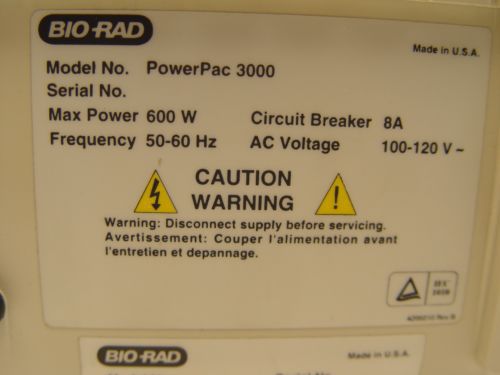 BIO-RAD
Made in U.S.A.
Model No. PowerPac 3000
Serial No.
Max Power 600 W Circuit Breaker 8A
Frequency 50-60 Hz AC Voltage 100-120 V ~
CAUTION
WARNING
Warning: Disconnect supply before servicing.
Avertissement: Couper l'alimentation avant
l'entretien et depannage.
BIO-RAD
Made in U.S.A.